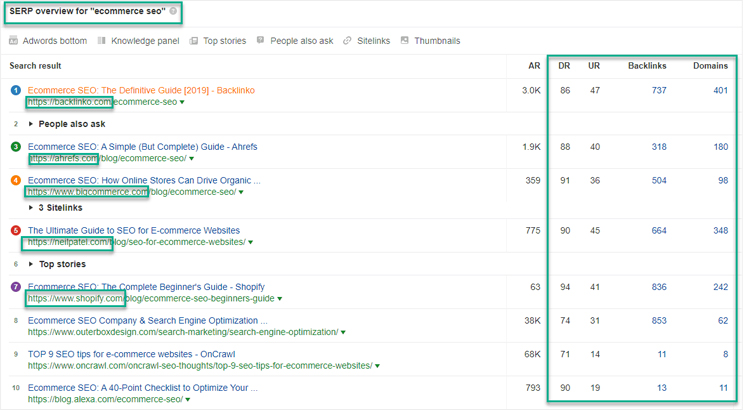 SERP overview for "ecommerce seo" ?
Adwords bottom Knowledge panel Top stories People also ask Sitelinks Thumbnails
Search result AR DR UR Backlinks Domains
1 Ecommerce SEO: The Definitive Guide [2019] - Backlinko 3.0K 86 47 737 401
https://backlinko.com/ecommerce-seo
2 People also ask
3 Ecommerce SEO: A Simple (But Complete) Guide - Ahrefs 1.9K 88 40 318 180
https://ahrefs.com/blog/ecommerce-seo/
4 Ecommerce SEO: How Online Stores Can Drive Organic ... 359 91 36 504 98
https://www.bigcommerce.com/blog/ecommerce-seo/
3 Sitelinks
5 The Ultimate Guide to SEO for E-commerce Websites 775 90 45 664 348
https://neilpatel.com/blog/seo-for-ecommerce-websites/
6 Top stories
7 Ecommerce SEO: The Complete Beginner's Guide - Shopify 63 94 41 836 242
https://www.shopify.com/blog/ecommerce-seo-beginners-guide
8 Ecommerce SEO Company & Search Engine Optimization ... 38K 74 31 853 62
https://www.outerboxdesign.com/search-marketing/search-engine-optimization/
9 TOP 9 SEO tips for e-commerce websites - OnCrawl 68K 71 14 11 8
https://www.oncrawl.com/oncrawl-seo-thoughts/top-9-seo-tips-for-ecommerce-websites/
10 Ecommerce SEO: A 40-Point Checklist to Optimize Your ... 793 90 19 13 11
https://blog.alexa.com/ecommerce-seo/